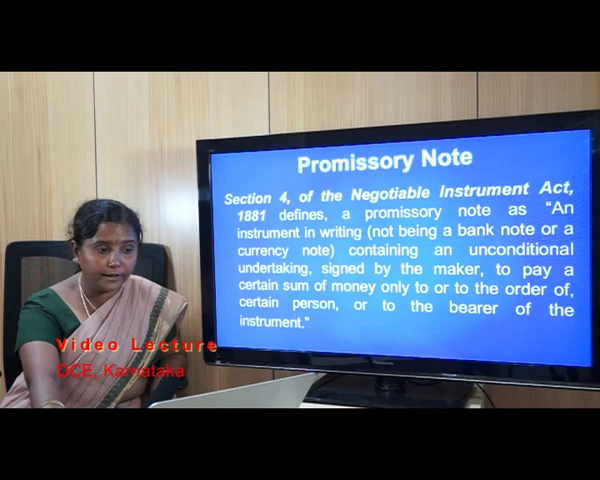 Promissory Note
Section 4, of the Negotiable Instrument Act,
1881 defines, a promissory note as “An
instrument in writing (not being a bank note or a
currency note) containing an unconditional
undertaking, signed by the maker, to pay a
certain sum of money only to or to the order of,
certain person, or to the bearer of the
instrument.”
Video Lecture
DCE, Karnataka